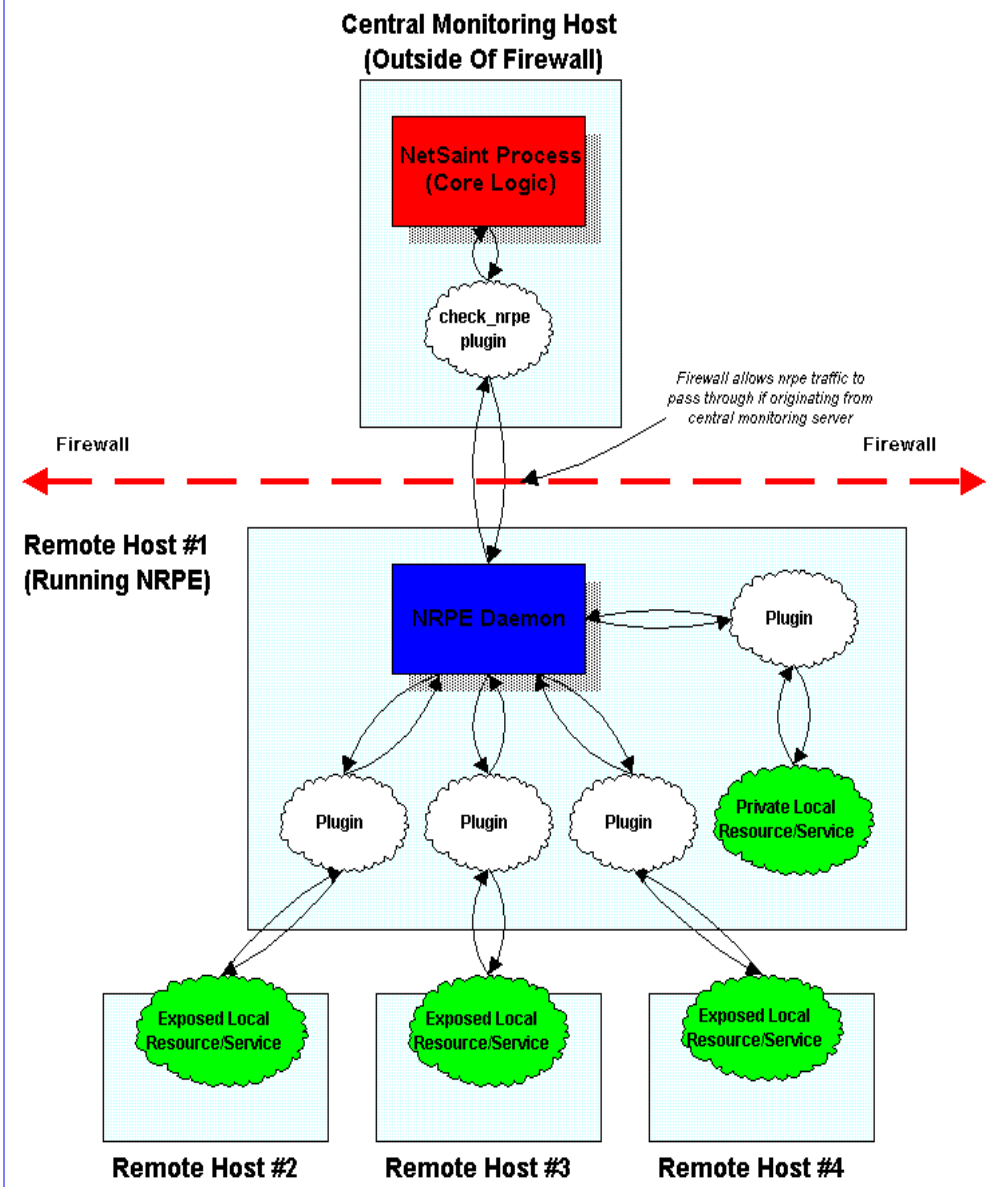 Central Monitoring Host
(Outside Of Firewall)
NetSaint Process
(Core Logic)
check_nrpe
plugin
Firewall allows nrpe traffic to
pass through if originating from
central monitoring server
Firewall
Firewall
Remote Host #1
(Running NRPE)
NRPE Daemon
Plugin
Plugin
Plugin
Plugin
Private Local
Resource/Service
Exposed Local
Resource/Service
Exposed Local
Resource/Service
Exposed Local
Resource/Service
Remote Host #2
Remote Host #3
Remote Host #4